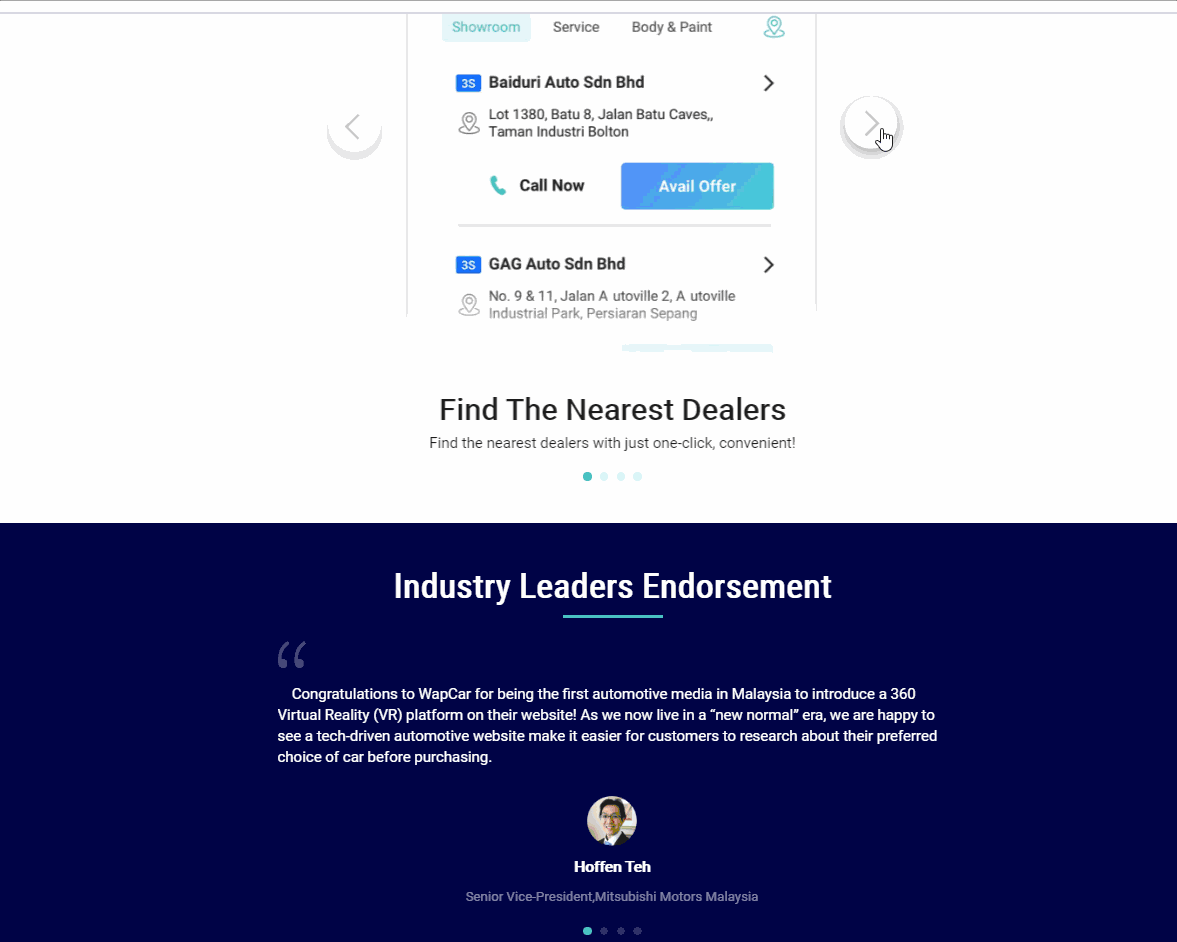 Showroom Service Body & Paint
3S Baiduri Auto Sdn Bhd
Lot 1380, Batu 8, Jalan Batu Caves,,
Taman Industri Bolton
Call Now Avail Offer
3S GAG Auto Sdn Bhd
No. 9 & 11, Jalan A utoville 2, A utoville
Industrial Park, Persiaran Sepang
Find The Nearest Dealers
Find the nearest dealers with just one-click, convenient!
Industry Leaders Endorsement
“
Congratulations to WapCar for being the first automotive media in Malaysia to introduce a 360
Virtual Reality (VR) platform on their website! As we now live in a “new normal” era, we are happy to
see a tech-driven automotive website make it easier for customers to research about their preferred
choice of car before purchasing.
Hoffen Teh
Senior Vice-President,Mitsubishi Motors Malaysia